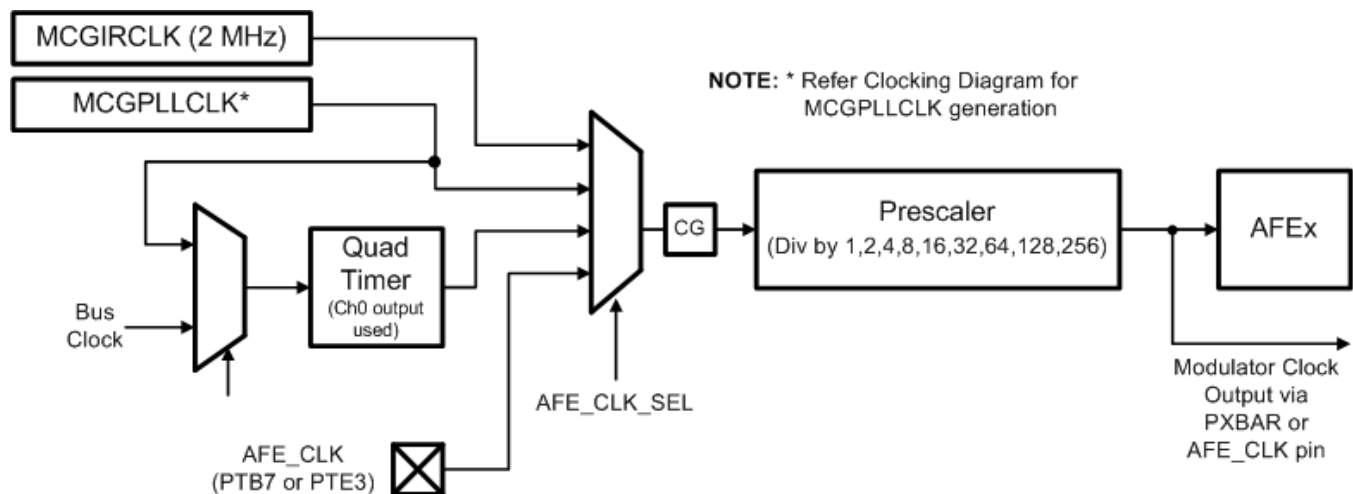 MCGIRCLK (2 MHz)
MCGPLLCLK*
NOTE: * Refer Clocking Diagram for
MCGPLLCLK generation
Quad
Timer
(Ch0 output
used)
Bus
Clock
CG
Prescaler
(Div by 1,2,4,8,16,32,64,128,256)
AFEx
AFE_CLK_SEL
AFE_CLK
(PTB7 or PTE3)
Modulator Clock
Output via
PXBAR or
AFE_CLK pin